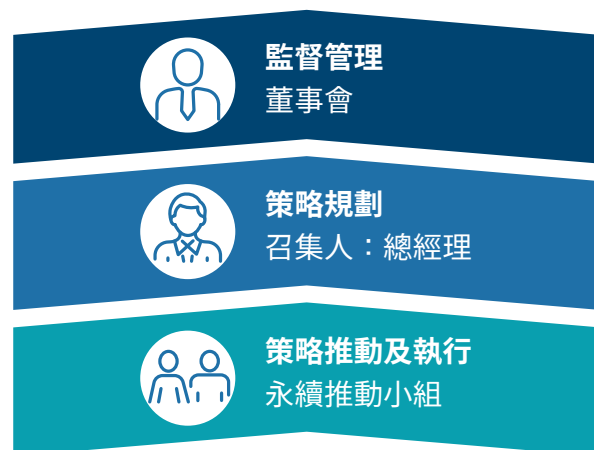 監督管理
董事會
策略規劃
召集人：總經理
策略推動及執行
永續推動小組